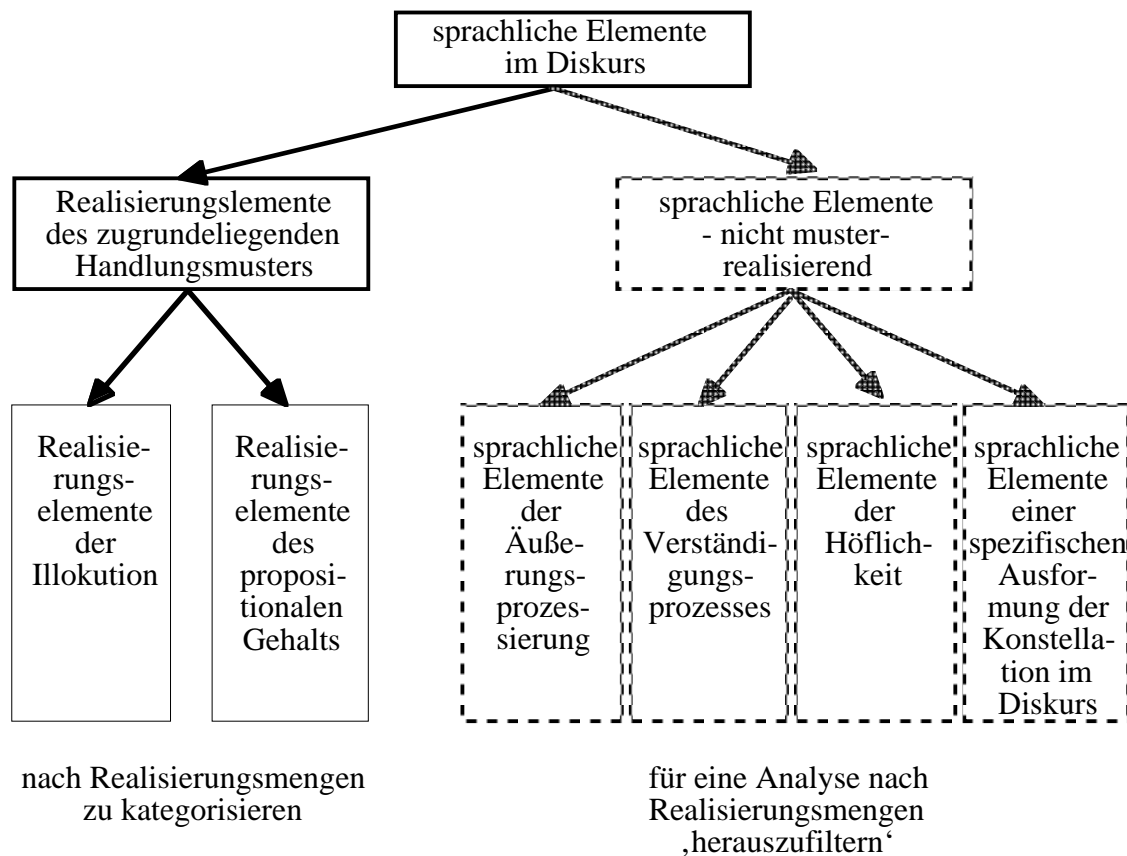 sprachliche Elemente
im Diskurs
Realisierungslemente
des zugrundeliegenden
Handlungsmusters
sprachliche Elemente
- nicht muster-
realisierend
Realisie-
rungs-
elemente
der
Illokution
Realisie-
rungs-
elemente
des
propositi-
tionalen
Gehalts
sprachliche
Elemente
der
Äuße-
rungs-
prozes-
sierung
sprachliche
Elemente
des
Verständi-
gungs-
prozesses
sprachliche
Elemente
der
Höflich-
keit
sprachliche
Elemente
einer
spezifischen
Ausfor-
mung der
Konstella-
tion im
Diskurs
nach Realisierungsmengen
zu kategorisieren
für eine Analyse nach
Realisierungsmengen
‚herauszufiltern‘